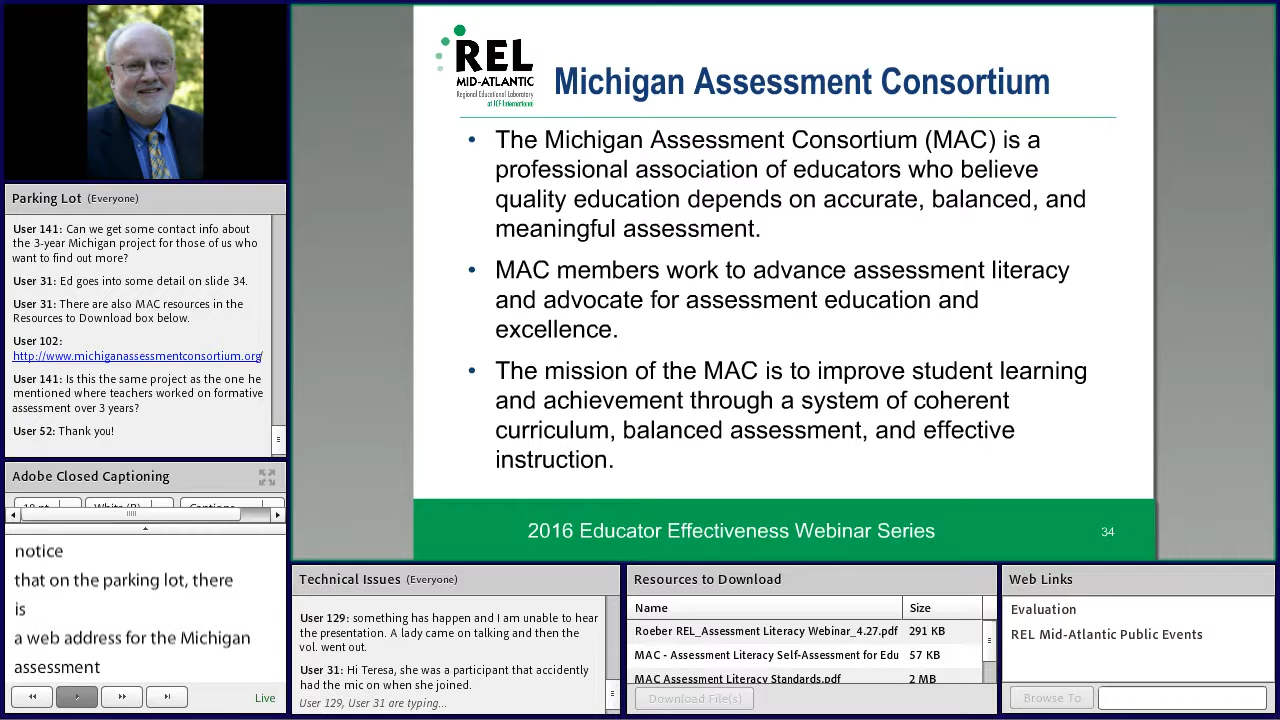 REL
MID-ATLANTIC
Regional Educational Laboratory
at ICF International
Michigan Assessment Consortium
• The Michigan Assessment Consortium (MAC) is a
professional association of educators who believe
quality education depends on accurate, balanced, and
meaningful assessment.
• MAC members work to advance assessment literacy
and advocate for assessment education and
excellence.
• The mission of the MAC is to improve student learning
and achievement through a system of coherent
curriculum, balanced assessment, and effective
instruction.
2016 Educator Effectiveness Webinar Series
34
Parking Lot (Everyone)
User 141: Can we get some contact info about
the 3-year Michigan project for those of us who
want to find out more?
User 31: Ed goes into some detail on slide 34.
User 31: There are also MAC resources in the
Resources to Download box below.
User 102:
http://www.michiganassessmentconsortium.org/
User 141: Is this the same project as the one he
mentioned where teachers worked on formative
assessment over 3 years?
User 52: Thank you!
Adobe Closed Captioning
notice
that on the parking lot, there
is
a web address for the Michigan
assessment
Live
Technical Issues (Everyone)
User 129: something has happen and I am unable to hear
the presentation. A lady came on talking and then the
vol. went out.
User 31: Hi Teresa, she was a participant that accidently
had the mic on when she joined.
are typing...
Resources to Download
Name Size
Roeber REL_Assessment Literacy Webinar_4.27.pdf 291 KB
MAC - Assessment Literacy Self-Assessment for Edu 57 KB
MAC Assessment Literacy Standards.pdf 2 MB
Download File(s)
Web Links
Evaluation
REL Mid-Atlantic Public Events
Browse To